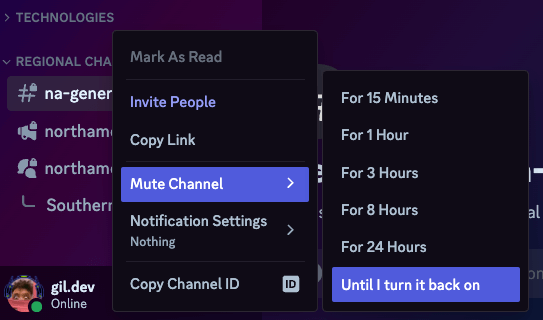 TECHNOLOGIES
REGIONAL CHA
Mark As Read
# na-gener
Invite People
northame
Copy Link
northame
Mute Channel
Southern
Notification Settings
Nothing
Copy Channel ID
ID
gil.dev
Online
For 15 Minutes
For 1 Hour
For 3 Hours
For 8 Hours
For 24 Hours
Until I turn it back on